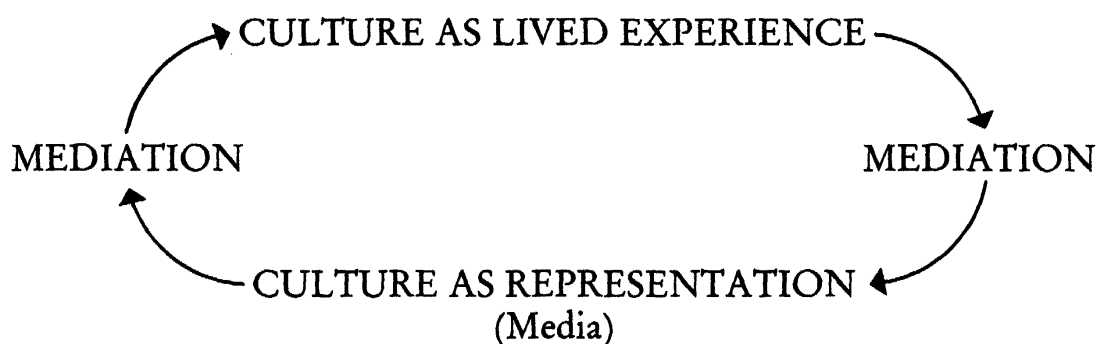 CULTURE AS LIVED EXPERIENCE
MEDIATION
MEDIATION
CULTURE AS REPRESENTATION
(Media)